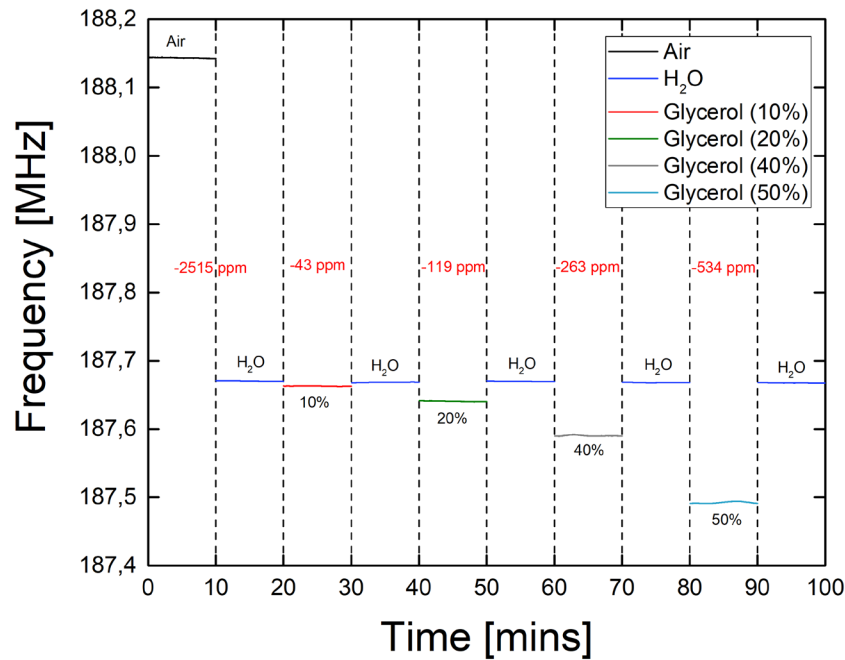 188,2
188,1
188,0
187,9
187,8
187,7
187,6
187,5
187,4
Frequency [MHz]
Air
Air
H₂O
Glycerol (10%)
Glycerol (20%)
Glycerol (40%)
Glycerol (50%)
-2515 ppm
-43 ppm
-119 ppm
-263 ppm
-534 ppm
H₂O
H₂O
H₂O
H₂O
H₂O
10%
20%
40%
50%
0 10 20 30 40 50 60 70 80 90 100
Time [mins]